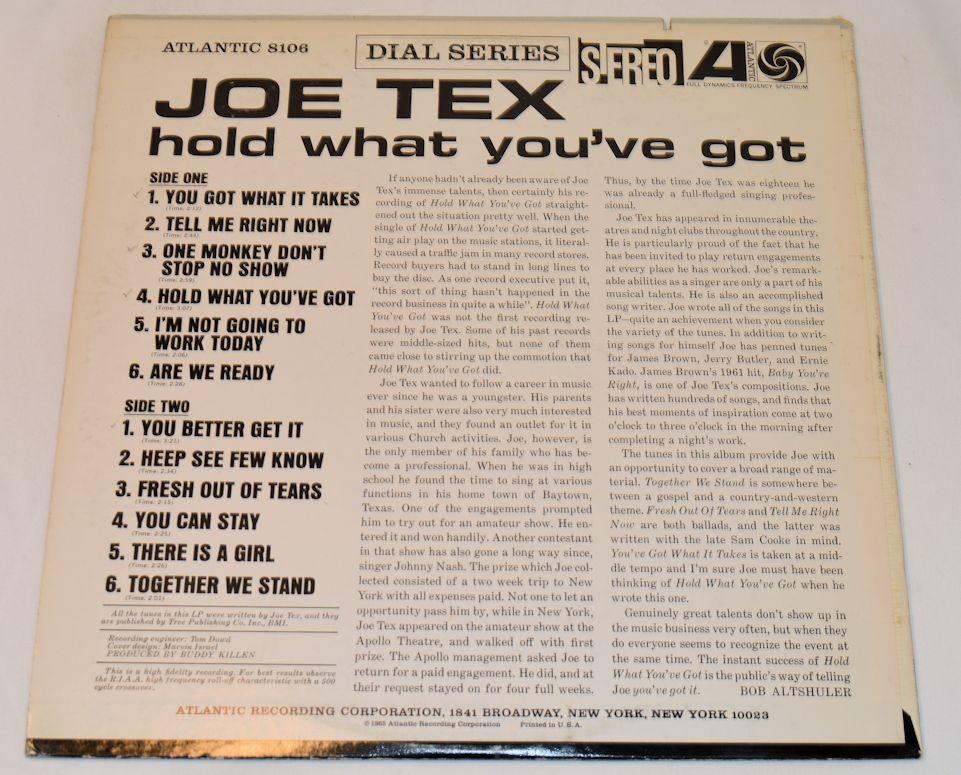 ATLANTIC 8106
DIAL SERIES
STEREO
A
ATLANTIC
FULL DYNAMICS FREQUENCY SPECTRUM
JOE TEX
hold what you've got
SIDE ONE
1. YOU GOT WHAT IT TAKES
(Time: 2:12)
2. TELL ME RIGHT NOW
(Time: 2:44)
3. ONE MONKEY DON'T
STOP NO SHOW
(Time: 2:59)
4. HOLD WHAT YOU'VE GOT
(Time: 3:07)
5. I'M NOT GOING TO
WORK TODAY
(Time: 2:06)
6. ARE WE READY
(Time: 2:28)
SIDE TWO
1. YOU BETTER GET IT
(Time: 3:21)
2. HEEP SEE FEW KNOW
(Time: 2:34)
3. FRESH OUT OF TEARS
(Time: 2:15)
4. YOU CAN STAY
(Time: 2:25)
5. THERE IS A GIRL
(Time: 2:26)
6. TOGETHER WE STAND
(Time: 2:01)
All the tunes in this LP were written by Joe Tex, and they
are published by Tree Publishing Co. Inc., BMI.
Recording engineer: Tom Dowd
Cover design: Marvin Israel
PRODUCED BY BUDDY KILLEN
This is a high fidelity recording. For best results observe
the R.I.A.A. high frequency roll-off characteristic with a 500
cycle crossover.
If anyone hadn't already been aware of Joe
Tex's immense talents, then certainly his re-
cording of Hold What You've Got straight-
ened out the situation pretty well. When the
single of Hold What You've Got started get-
ting air play on the music stations, it literal-
ly caused a traffic jam in many record stores.
Record buyers had to stand in long lines to
buy the disc. As one record executive put it,
"this sort of thing hasn't happened in the
record business in quite a while". Hold What
You've Got was not the first recording re-
leased by Joe Tex. Some of his past records
were middle-sized hits, but none of them
came close to stirring up the commotion that
Hold What You've Got did.
Joe Tex wanted to follow a career in music
ever since he was a youngster. His parents
and his sister were also very much interested
in music, and they found an outlet for it in
various Church activities. Joe, however, is
the only member of his family who has be-
come a professional. When he was in high
school he found the time to sing at various
functions in his home town of Baytown,
Texas. One of the engagements prompted
him to try out for an amateur show. He en-
tered it and won handily. Another contestant
in that show has also gone a long way since,
singer Johnny Nash. The prize which Joe col-
lected consisted of a two week trip to New
York with all expenses paid. Not one to let an
opportunity pass him by, while in New York,
Joe Tex appeared on the amateur show at the
Apollo Theatre, and walked off with first
prize. The Apollo management asked Joe to
return for a paid engagement. He did, and at
their request stayed on for four full weeks.
Thus, by the time Joe Tex was eighteen he
was already a full-fledged singing profes-
sional.
Joe Tex has appeared in innumerable the-
atres and night clubs throughout the country.
He is particularly proud of the fact that he
has been invited to play return engagements
at every place he has worked. Joe's remark-
able abilities as a singer are only a part of his
musical talents. He is also an accomplished
song writer. Joe wrote all of the songs in this
LP—quite an achievement when you consider
the variety of the tunes. In addition to writ-
ing songs for himself Joe has penned tunes
for James Brown, Jerry Butler, and Ernie
Kado. James Brown's 1961 hit, Baby You're
Right, is one of Joe Tex's compositions. Joe
has written hundreds of songs, and finds that
his best moments of inspiration come at two
o'clock to three o'clock in the morning after
completing a night's work.
The tunes in this album provide Joe with
an opportunity to cover a broad range of ma-
terial. Together We Stand is somewhere be-
tween a gospel and a country-and-western
theme. Fresh Out Of Tears and Tell Me Right
Now are both ballads, and the latter was
written with the late Sam Cooke in mind.
You've Got What It Takes is taken at a mid-
dle tempo and I'm sure Joe must have been
thinking of Hold What You've Got when he
wrote this one.
Genuinely great talents don't show up in
the music business very often, but when they
do everyone seems to recognize the event at
the same time. The instant success of Hold
What You've Got is the public's way of telling
Joe you've got it. BOB ALTSHULER
ATLANTIC RECORDING CORPORATION, 1841 BROADWAY, NEW YORK, NEW YORK 10023
© 1965 Atlantic Recording Corporation Printed in U.S.A.